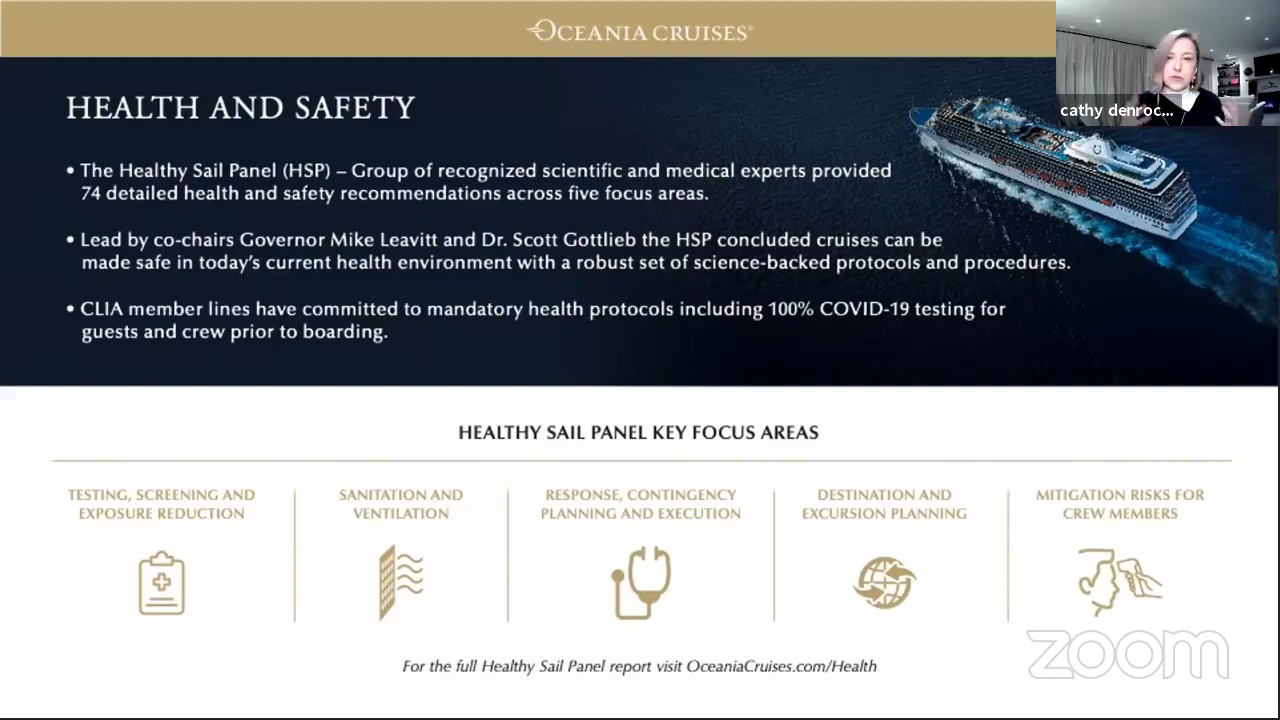 OCEANIA CRUISES®
cathy denroc...
HEALTH AND SAFETY
• The Healthy Sail Panel (HSP) – Group of recognized scientific and medical experts provided
74 detailed health and safety recommendations across five focus areas.
• Lead by co-chairs Governor Mike Leavitt and Dr. Scott Gottlieb the HSP concluded cruises can be
made safe in today's current health environment with a robust set of science-backed protocols and procedures.
• CLIA member lines have committed to mandatory health protocols including 100% COVID-19 testing for
guests and crew prior to boarding.
HEALTHY SAIL PANEL KEY FOCUS AREAS
TESTING, SCREENING AND
EXPOSURE REDUCTION
SANITATION AND
VENTILATION
RESPONSE, CONTINGENCY
PLANNING AND EXECUTION
DESTINATION AND
EXCURSION PLANNING
MITIGATION RISKS FOR
CREW MEMBERS
For the full Healthy Sail Panel report visit OceaniaCruises.com/Health
zoom